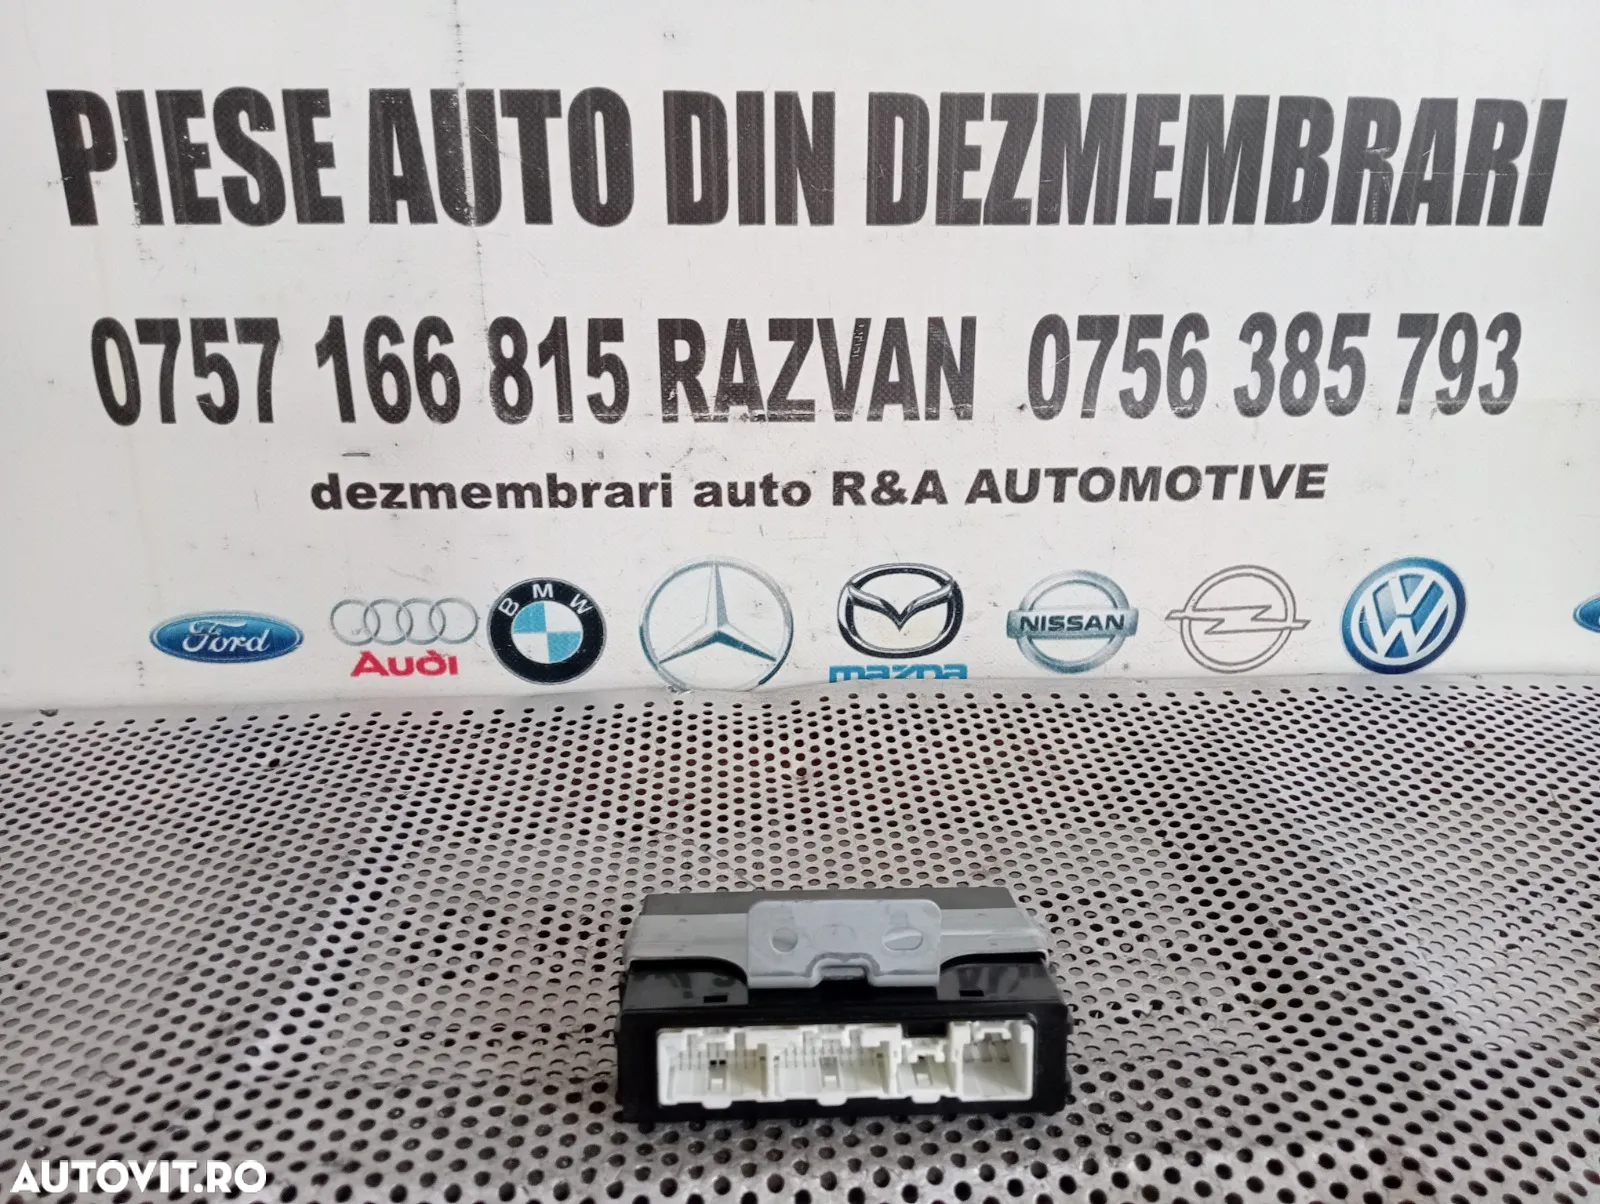 PIESE AUTO DIN DEZMEMBRARI
0757 166 815 RAZVAN 0756 385 793
dezmembrari auto R&A AUTOMOTIVE
Ford
Audi
BMW
mazda
NISSAN
AUTOVIT.RO